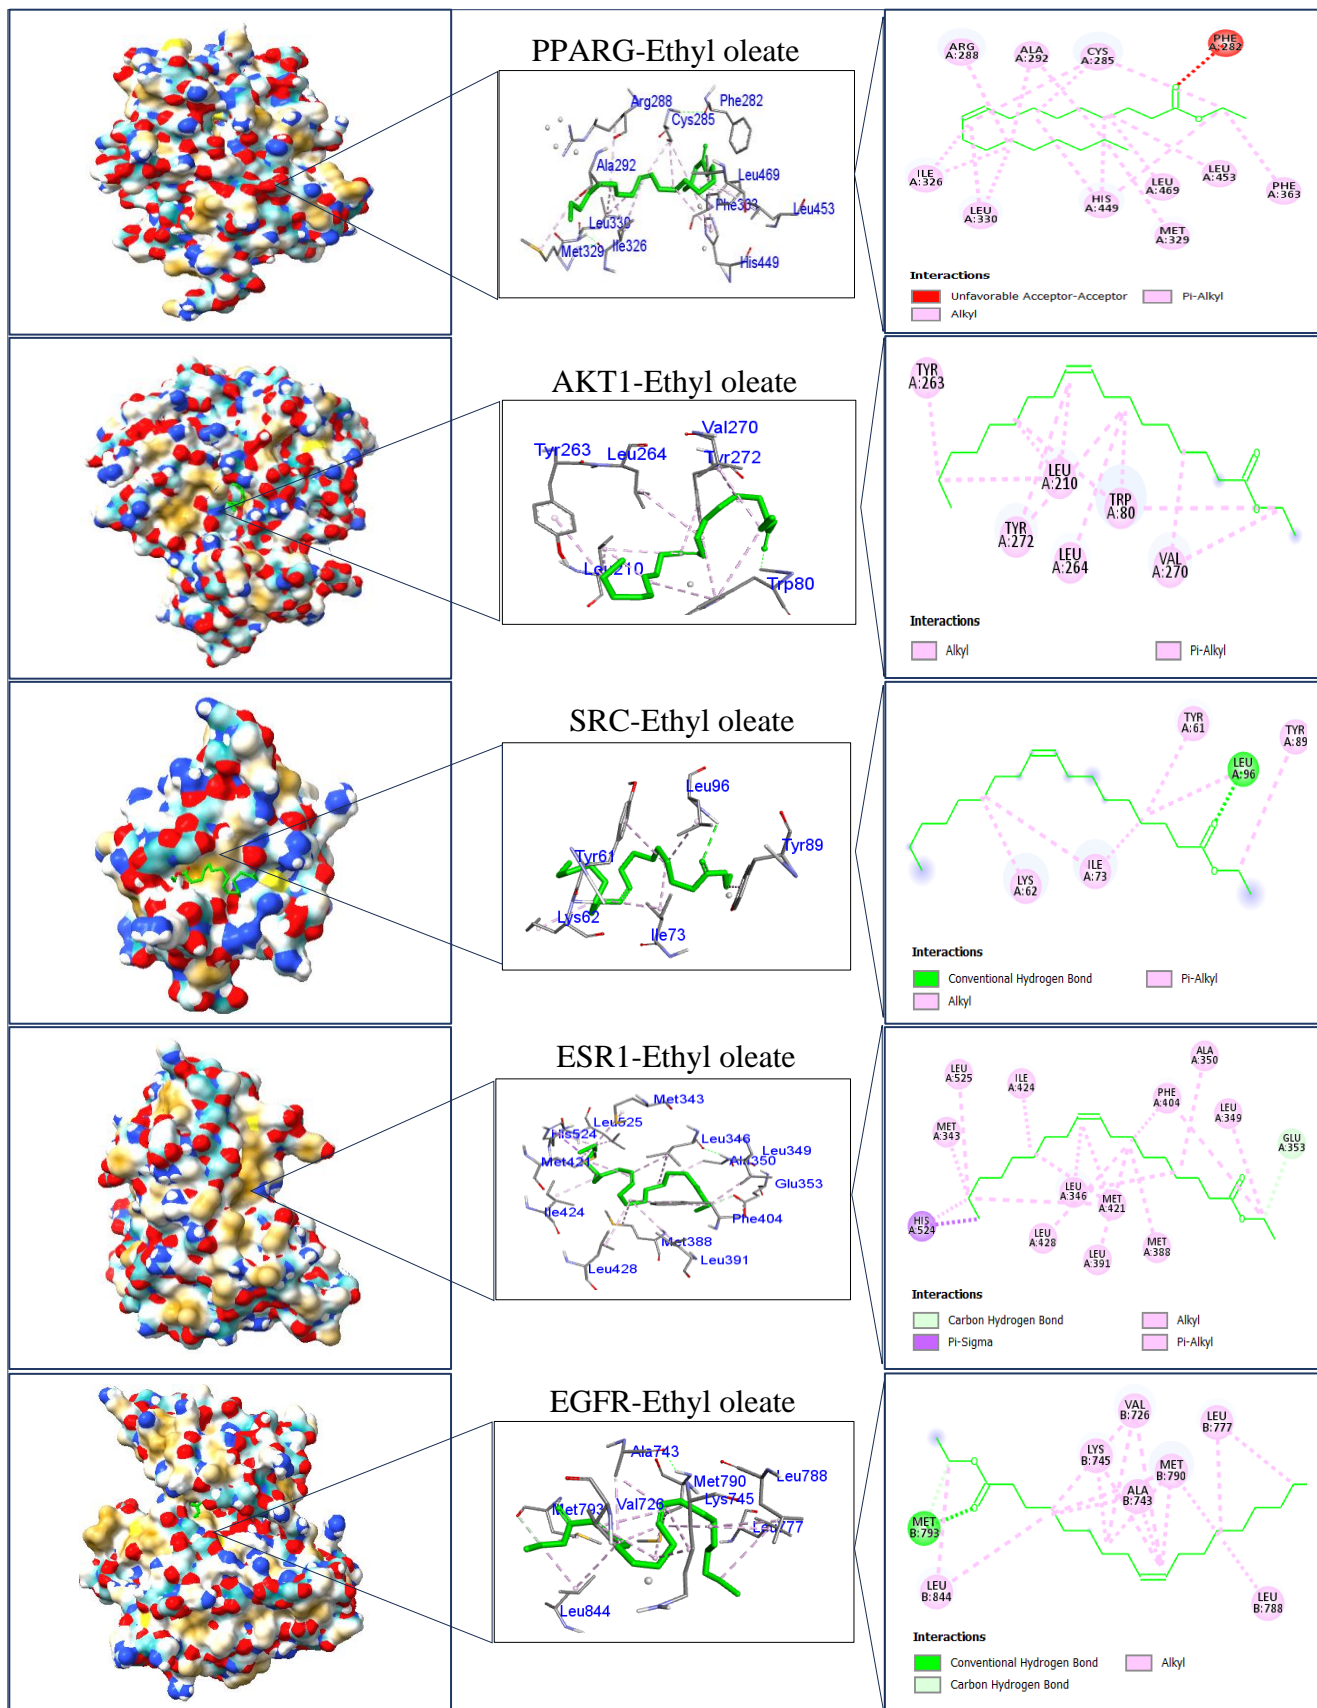 PPARG-Ethyl oleate
Arg288
Phe282
Cys285
Ala292
Leu469
Phe363
Leu453
Leu330
Ile326
Met329
His449
ARG
A:288
ALA
A:292
CYS
A:285
PHE
A:282
ILE
A:326
LEU
A:330
HIS
A:449
LEU
A:469
LEU
A:453
MET
A:329
PHE
A:363
Interactions
Unfavorable Acceptor-Acceptor
Pi-Alkyl
Alkyl
AKT1-Ethyl oleate
Val270
Tyr263
Leu264
Tyr272
Leu210
Trp80
TYR
A:263
LEU
A:210
TRP
A:80
TYR
A:272
LEU
A:264
VAL
A:270
Interactions
Alkyl
Pi-Alkyl
SRC-Ethyl oleate
Leu96
Tyr61
Tyr89
Lys62
Ile73
TYR
A:61
TYR
A:89
LEU
A:96
LYS
A:62
ILE
A:73
Interactions
Conventional Hydrogen Bond
Pi-Alkyl
Alkyl
ESR1-Ethyl oleate
Met343
Leu525
His524
Leu346
Leu349
Met421
Ala350
Glu353
Ile424
Phe404
Met388
Leu391
Leu428
ALA
A:350
LEU
A:525
ILE
A:424
PHE
A:404
LEU
A:349
MET
A:343
GLU
A:353
LEU
A:346
MET
A:421
HIS
A:524
LEU
A:428
LEU
A:391
MET
A:388
Interactions
Carbon Hydrogen Bond
Alkyl
Pi-Sigma
Pi-Alkyl
EGFR-Ethyl oleate
Ala743
Met790
Leu788
Met793
Val726
Lys745
Leu777
Leu844
VAL
B:726
LEU
B:777
LYS
B:745
MET
B:790
ALA
B:743
MET
B:793
LEU
B:844
LEU
B:788
Interactions
Conventional Hydrogen Bond
Alkyl
Carbon Hydrogen Bond